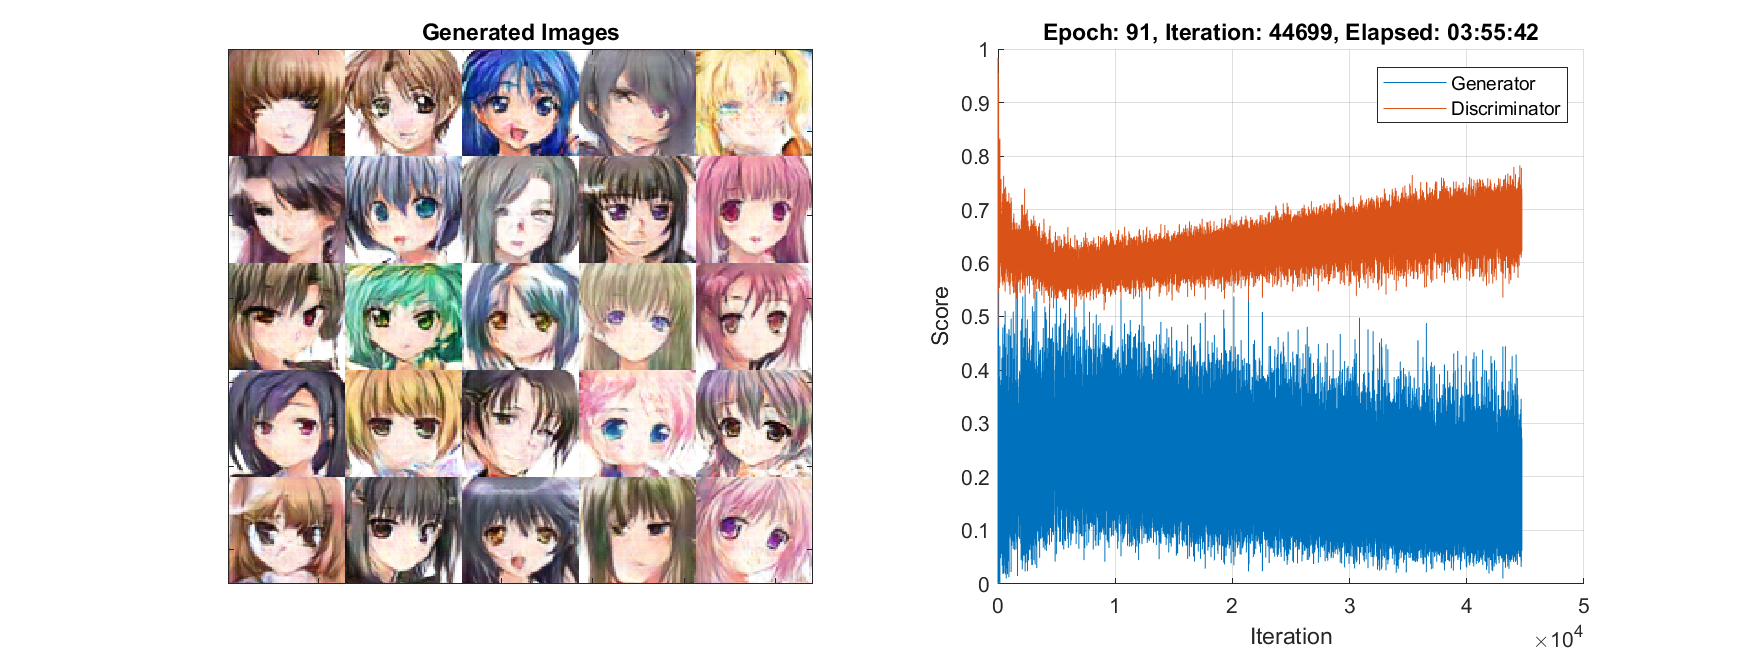 Generated Images
Epoch: 91, Iteration: 44699, Elapsed: 03:55:42
Generator
Discriminator
1
0.9
0.8
0.7
0.6
0.5
0.4
0.3
0.2
0.1
0
Score
0 1 2 3 4 5
Iteration
×10⁴